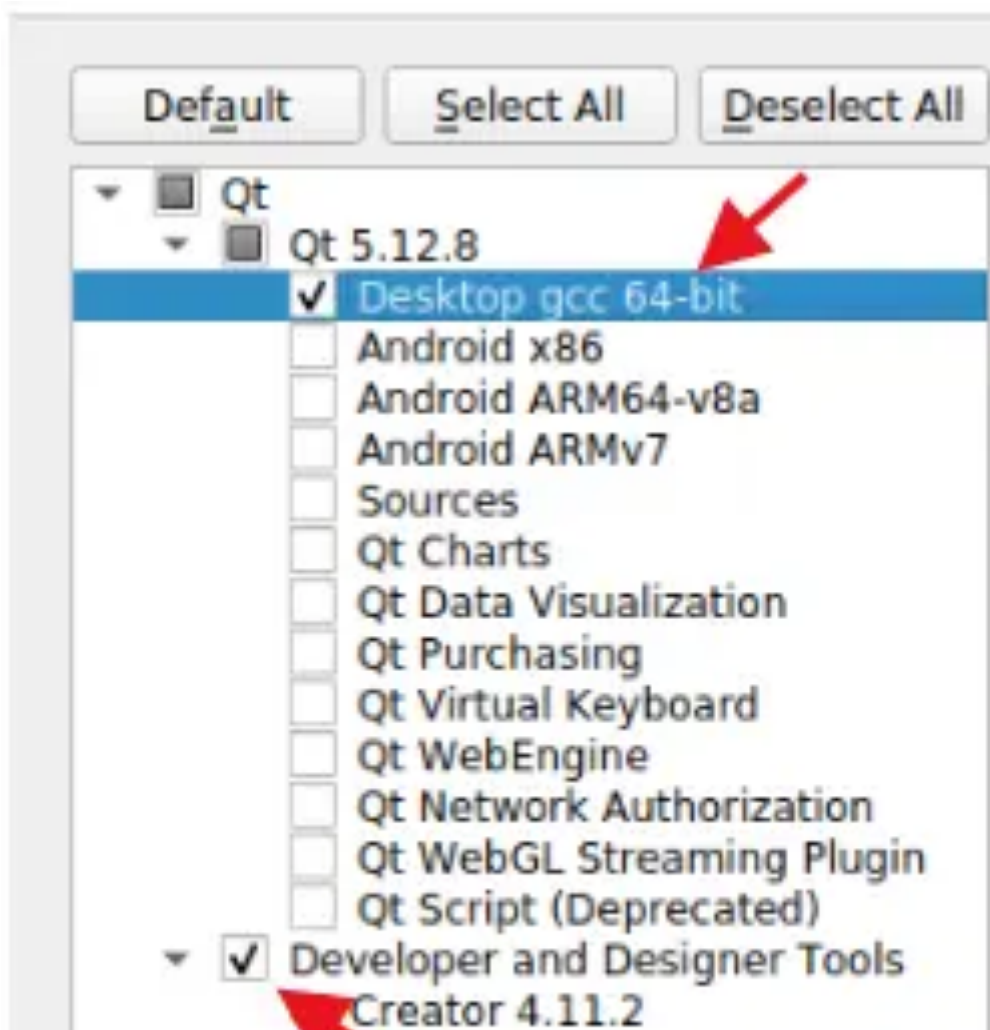 Default Select All Deselect All
Qt
Qt 5.12.8
Desktop gcc 64-bit
Android x86
Android ARM64-v8a
Android ARMv7
Sources
Qt Charts
Qt Data Visualization
Qt Purchasing
Qt Virtual Keyboard
Qt WebEngine
Qt Network Authorization
Qt WebGL Streaming Plugin
Qt Script (Deprecated)
Developer and Designer Tools
Creator 4.11.2